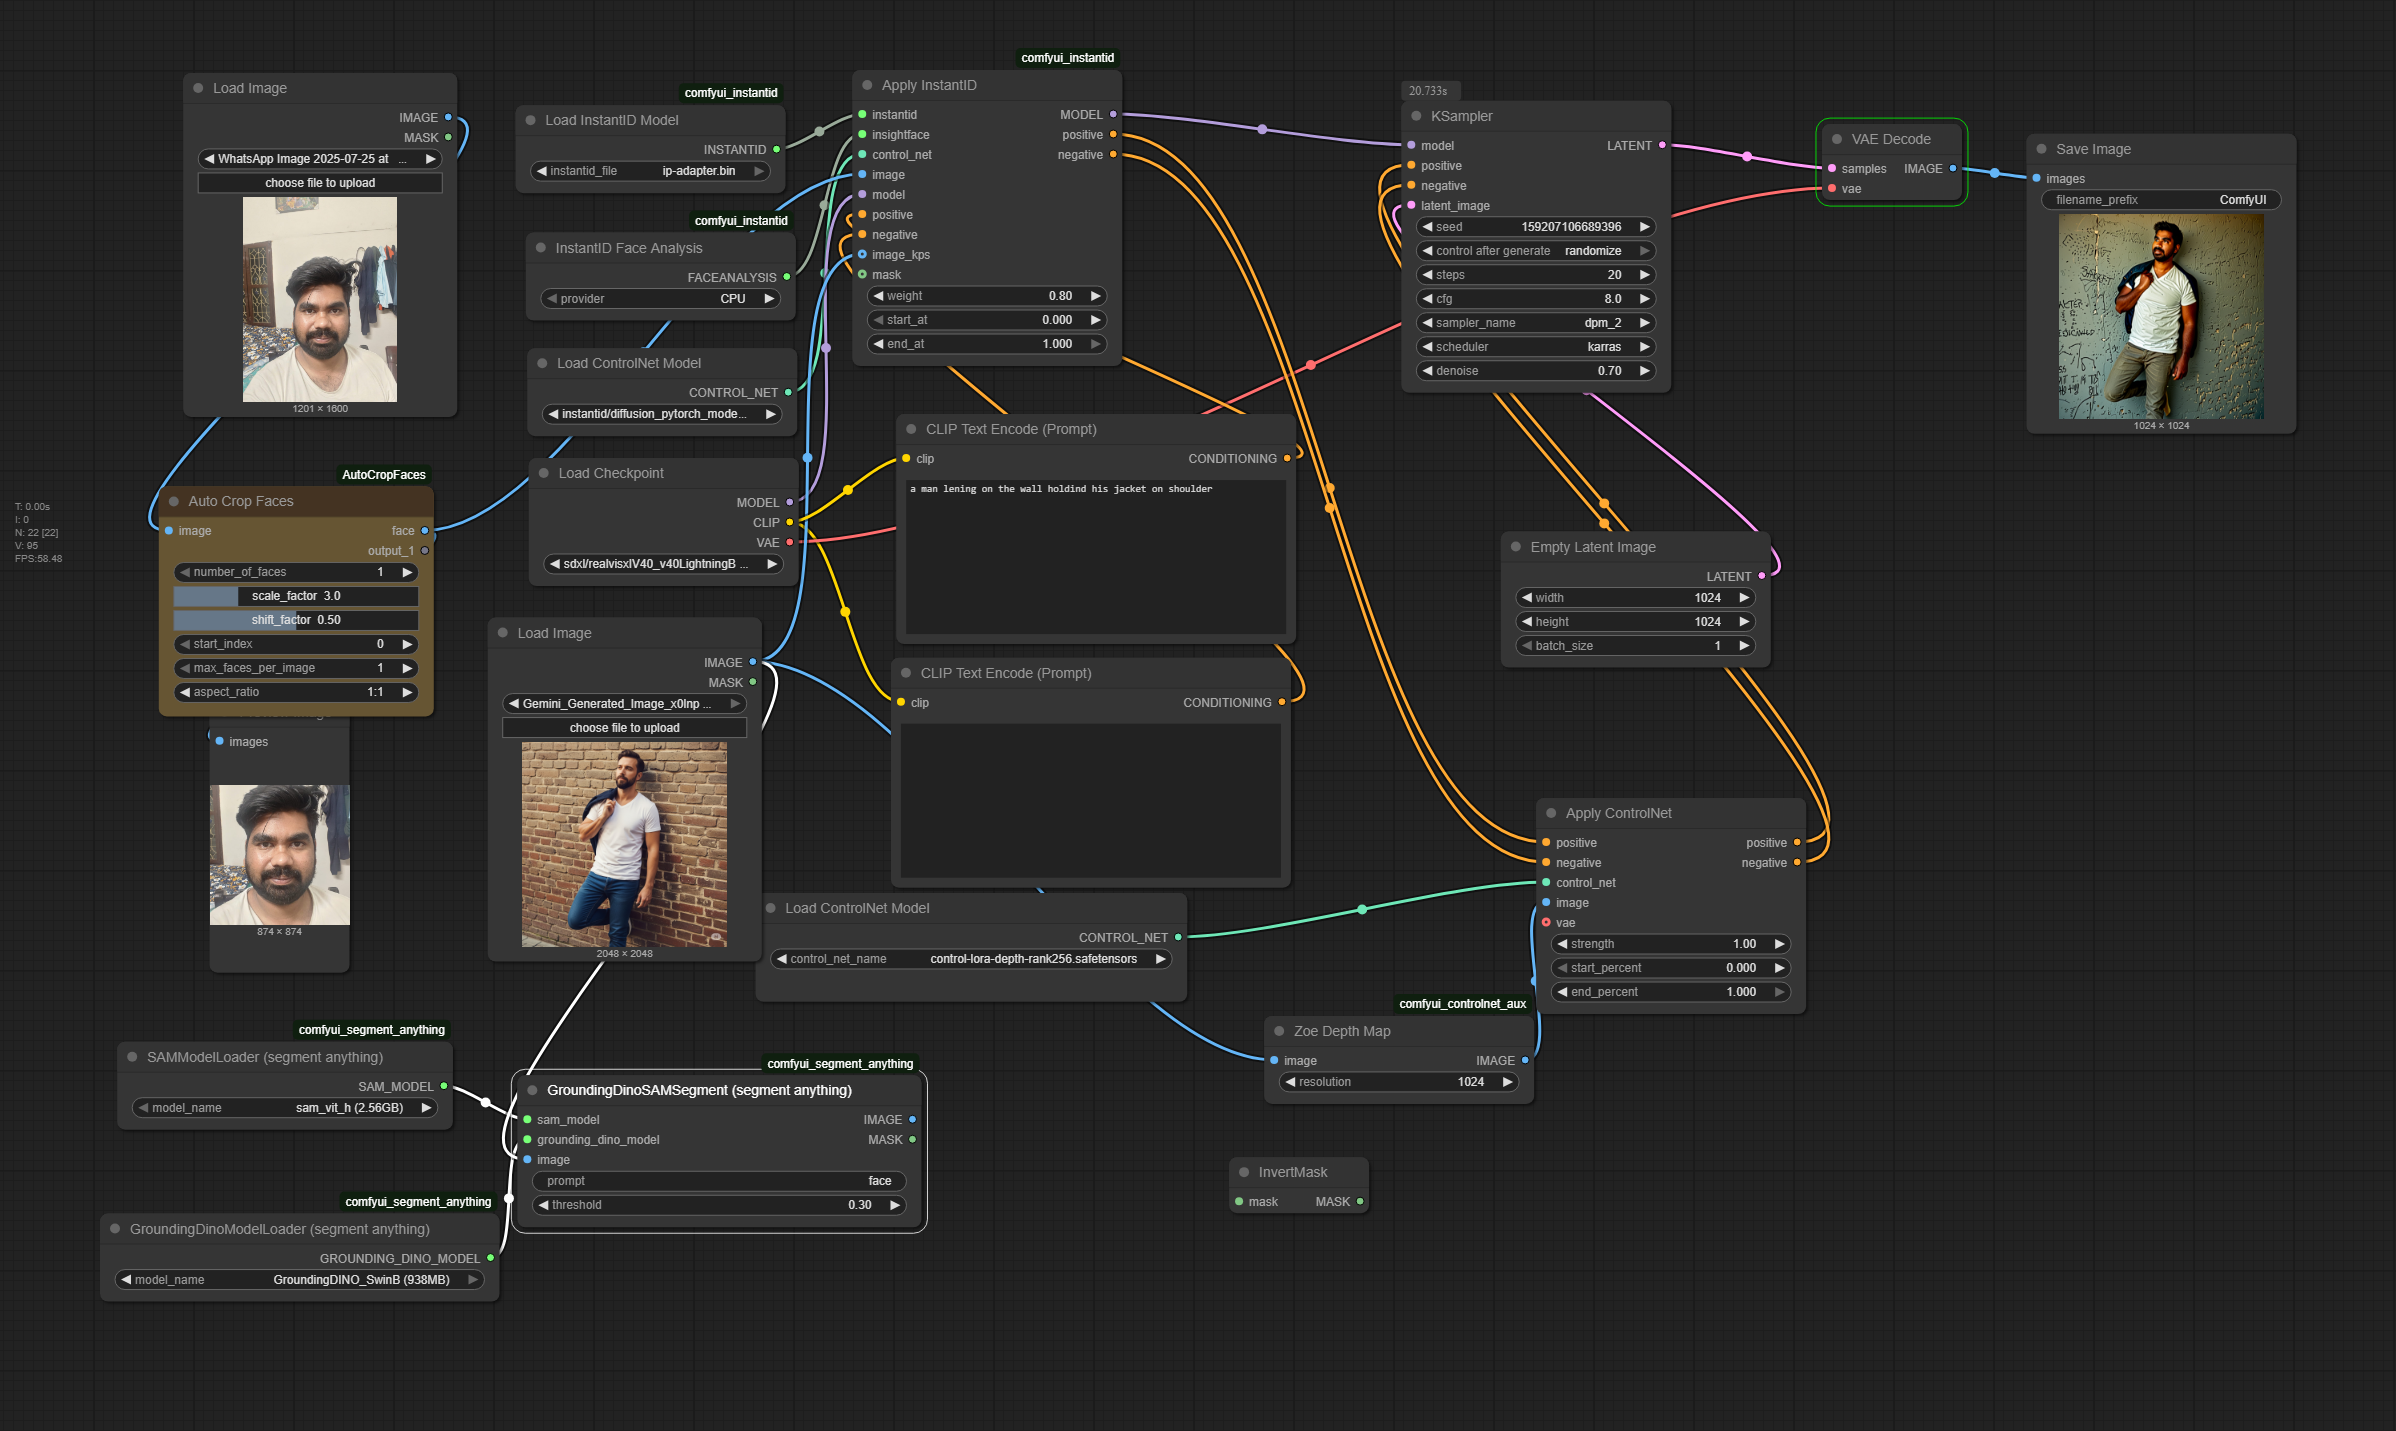 Load Image
IMAGE
MASK
WhatsApp Image 2025-07-25 at ...
choose file to upload
1201 × 1600
T: 0.00s
I: 0
N: 22 [22]
V: 95
FPS:58.48
AutoCropFaces
Auto Crop Faces
image face
output_1
number_of_faces 1
scale_factor 3.0
shift_factor 0.50
start_index 0
max_faces_per_image 1
aspect_ratio 1:1
images
874 × 874
comfyui_segment_anything
SAMModelLoader (segment anything)
SAM_MODEL
model_name sam_vit_h (2.56GB)
comfyui_segment_anything
GroundingDinoModelLoader (segment anything)
GROUNDING_DINO_MODEL
model_name GroundingDINO_SwinB (938MB)
comfyui_instantid
Load InstantID Model
INSTANTID
instantid_file ip-adapter.bin
comfyui_instantid
InstantID Face Analysis
FACEANALYSIS
provider CPU
Load ControlNet Model
CONTROL_NET
instantid/diffusion_pytorch_mode...
Load Checkpoint
MODEL
CLIP
VAE
sdxl/realvisxlV40_v40LightningB ...
Load Image
IMAGE
MASK
Gemini_Generated_Image_x0lnp ...
choose file to upload
2048 × 2048
comfyui_segment_anything
GroundingDinoSAMSegment (segment anything)
sam_model IMAGE
grounding_dino_model MASK
image
prompt face
threshold 0.30
comfyui_instantid
Apply InstantID
instantid MODEL
insightface positive
control_net negative
image
model
positive
negative
image_kps
mask
weight 0.80
start_at 0.000
end_at 1.000
CLIP Text Encode (Prompt)
clip CONDITIONING
a man lening on the wall holdind his jacket on shoulder
CLIP Text Encode (Prompt)
clip CONDITIONING
Load ControlNet Model
CONTROL_NET
control_net_name control-lora-depth-rank256.safetensors
20.733s
KSampler
model LATENT
positive
negative
latent_image
seed 159207106689396
control after generate randomize
steps 20
cfg 8.0
sampler_name dpm_2
scheduler karras
denoise 0.70
Empty Latent Image
LATENT
width 1024
height 1024
batch_size 1
Apply ControlNet
positive positive
negative negative
control_net
image
vae
strength 1.00
start_percent 0.000
end_percent 1.000
comfyui_controlnet_aux
Zoe Depth Map
image IMAGE
resolution 1024
InvertMask
mask MASK
VAE Decode
samples IMAGE
vae
Save Image
images
filename_prefix ComfyUI
1024 × 1024